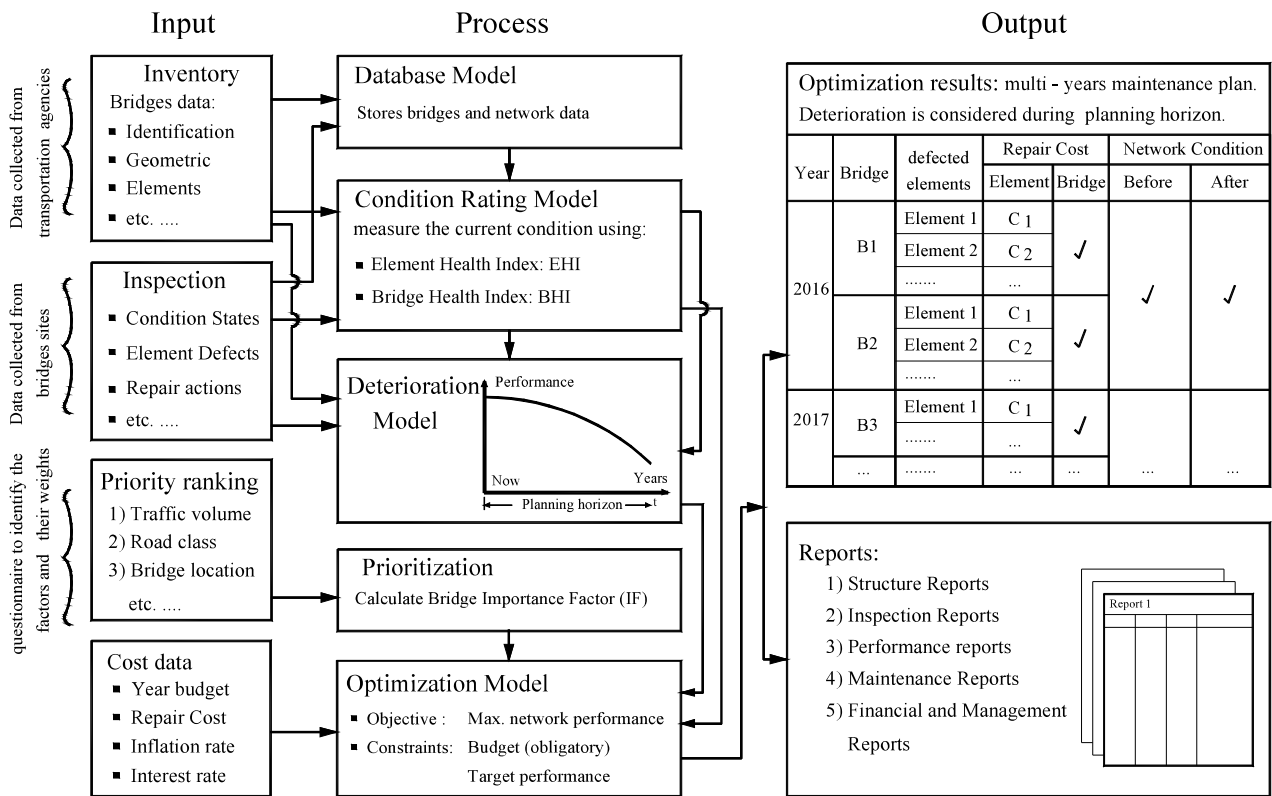 Input
Process
Output
Data collected from
transportation agencies
Inventory
Bridges data:
▪ Identification
▪ Geometric
▪ Elements
▪ etc. ....
Data collected from
bridges sites
Inspection
▪ Condition States
▪ Element Defects
▪ Repair actions
▪ etc. ....
questionnaire to identify the
factors and their weights
Priority ranking
1) Traffic volume
2) Road class
3) Bridge location
etc. ....
Cost data
▪ Year budget
▪ Repair Cost
▪ Inflation rate
▪ Interest rate
Database Model
Stores bridges and network data
Condition Rating Model
measure the current condition using:
▪ Element Health Index: EHI
▪ Bridge Health Index: BHI
Deterioration
Model
Performance
Now Years
Planning horizon t
Prioritization
Calculate Bridge Importance Factor (IF)
Optimization Model
▪ Objective : Max. network performance
▪ Constraints: Budget (obligatory)
Target performance
Optimization results: multi - years maintenance plan.
Deterioration is considered during planning horizon.
Year Bridge defected elements Repair Cost Network Condition
Element Bridge Before After
2016 B1 Element 1 C 1 ✓ ✓ ✓
Element 2 C 2
....... ...
B2 Element 1 C 1 ✓
Element 2 C 2
....... ...
2017 B3 Element 1 C 1 ✓
....... ...
... ....... ... ... ... ...
Reports:
1) Structure Reports
2) Inspection Reports
3) Performance reports
4) Maintenance Reports
5) Financial and Management
Reports
Report 1